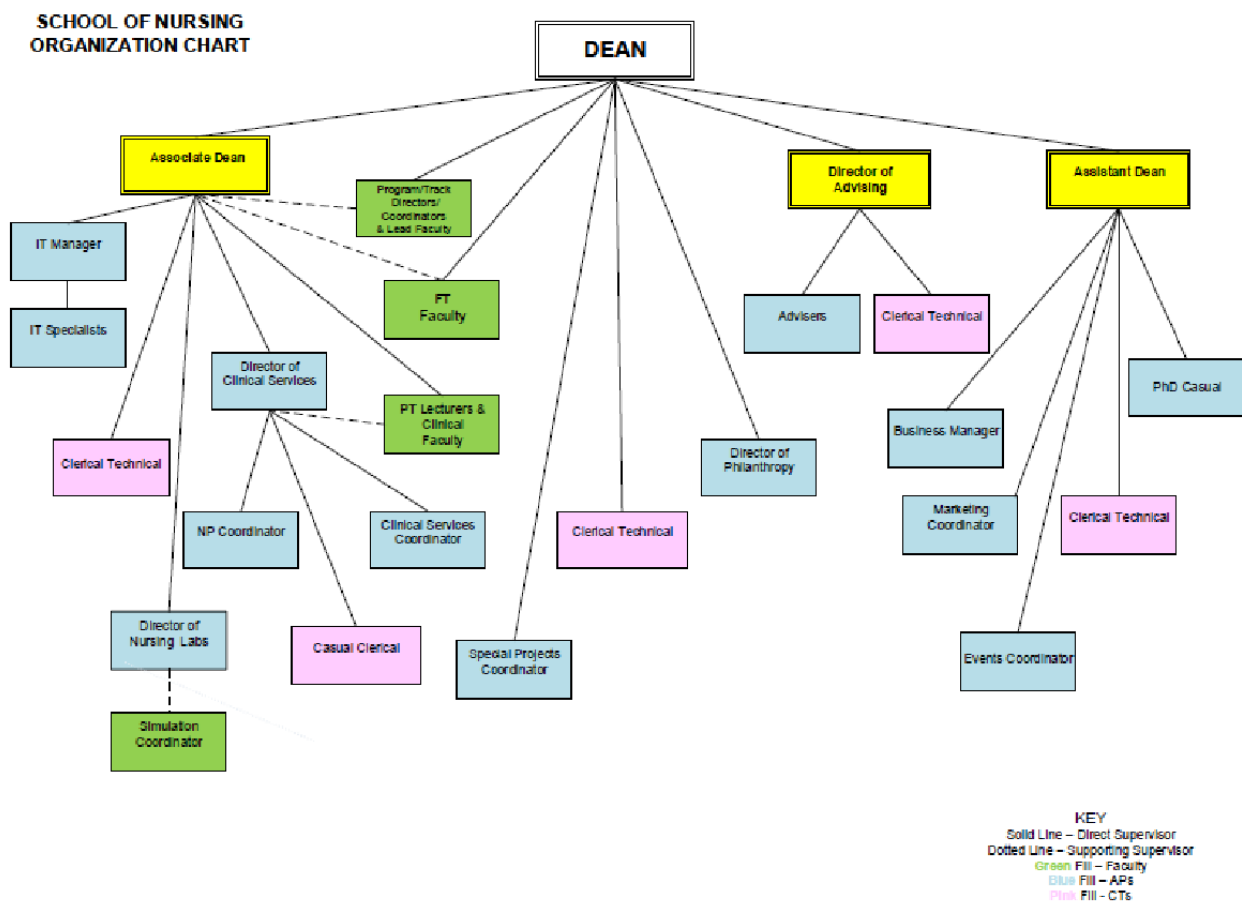 SCHOOL OF NURSING
ORGANIZATION CHART
DEAN
Associate Dean
Program/Track
Directors/
Coordinators
& Lead Faculty
Director of
Advising
Assistant Dean
IT Manager
FT
Faculty
Advisers
Clerical Technical
IT Specialists
Director of
Clinical Services
PhD Casual
PT Lecturers &
Clinical
Faculty
Business Manager
Clerical Technical
Director of
Philanthropy
NP Coordinator
Clinical Services
Coordinator
Clerical Technical
Marketing
Coordinator
Clerical Technical
Director of
Nursing Labs
Casual Clerical
Special Projects
Coordinator
Events Coordinator
Simulation
Coordinator
KEY
Solid Line – Direct Supervisor
Dotted Line – Supporting Supervisor
Green Fill – Faculty
Blue Fill – APs
Pink Fill - CTs